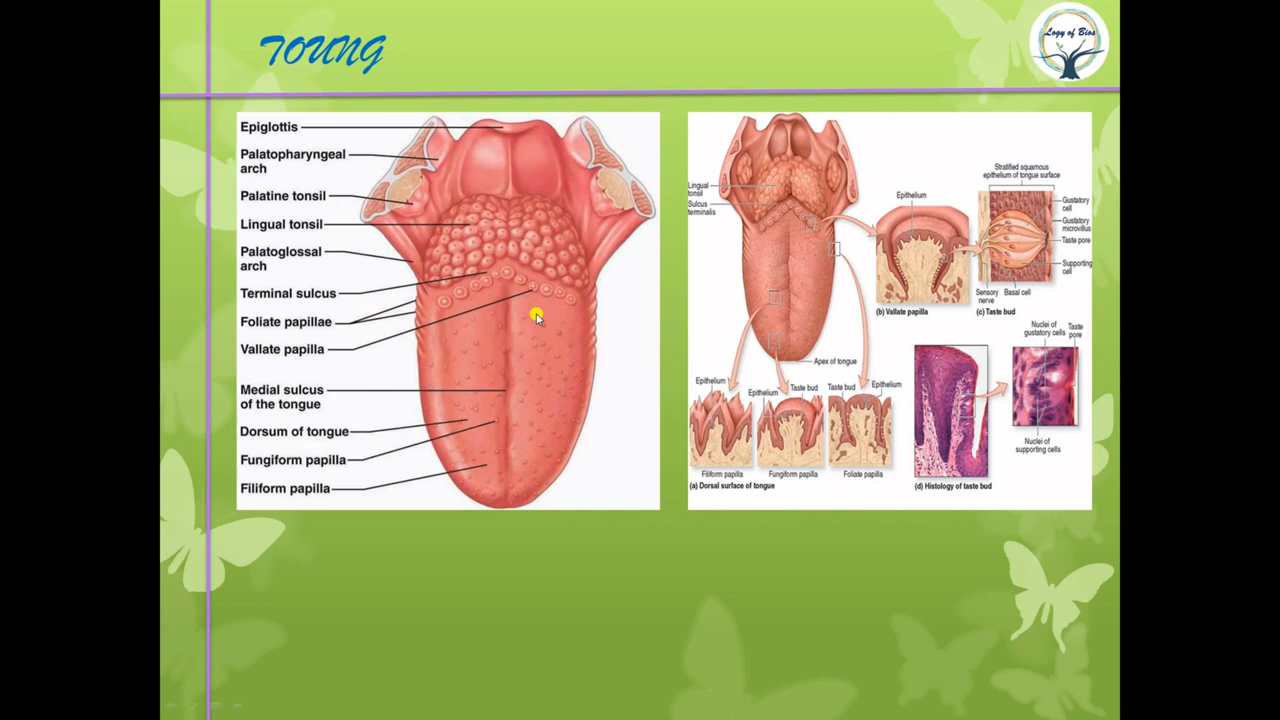 TOUNG
Logy of Bios
Epiglottis
Palatopharyngeal
arch
Palatine tonsil
Lingual tonsil
Palatoglossal
arch
Terminal sulcus
Foliate papillae
Vallate papilla
Medial sulcus
of the tongue
Dorsum of tongue
Fungiform papilla
Filiform papilla
Lingual
tonsil
Sulcus
terminalis
Apex of tongue
Epithelium
(b) Vallate papilla
Stratified squamous
epithelium of tongue surface
Gustatory
cell
Gustatory
microvillus
Taste pore
Supporting
cell
Sensory
nerve
Basal cell
(c) Taste bud
Epithelium
Filiform papilla
Epithelium
Taste bud
Fungiform papilla
Taste bud
Epithelium
Foliate papilla
(a) Dorsal surface of tongue
Nuclei of
gustatory cells
Taste
pore
Nuclei of
supporting cells
(d) Histology of taste bud